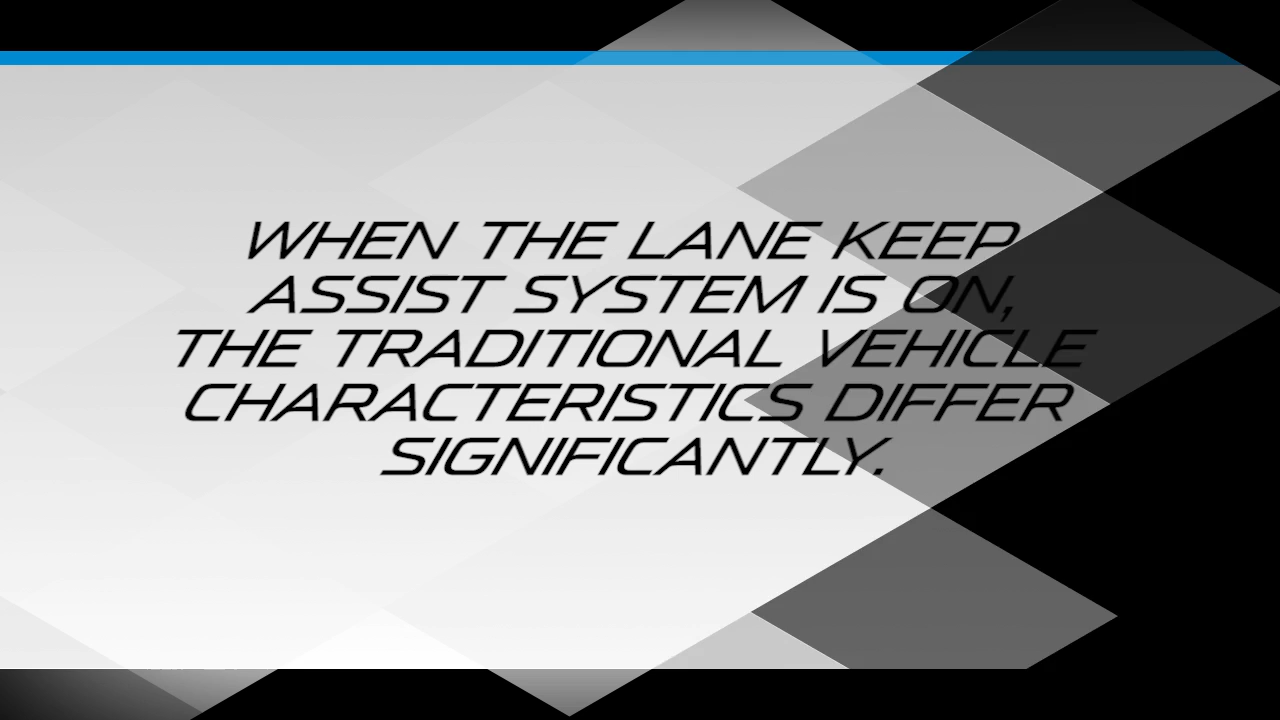 WHEN THE LANE KEEP
ASSIST SYSTEM IS ON,
THE TRADITIONAL VEHICLE
CHARACTERISTICS DIFFER
SIGNIFICANTLY.